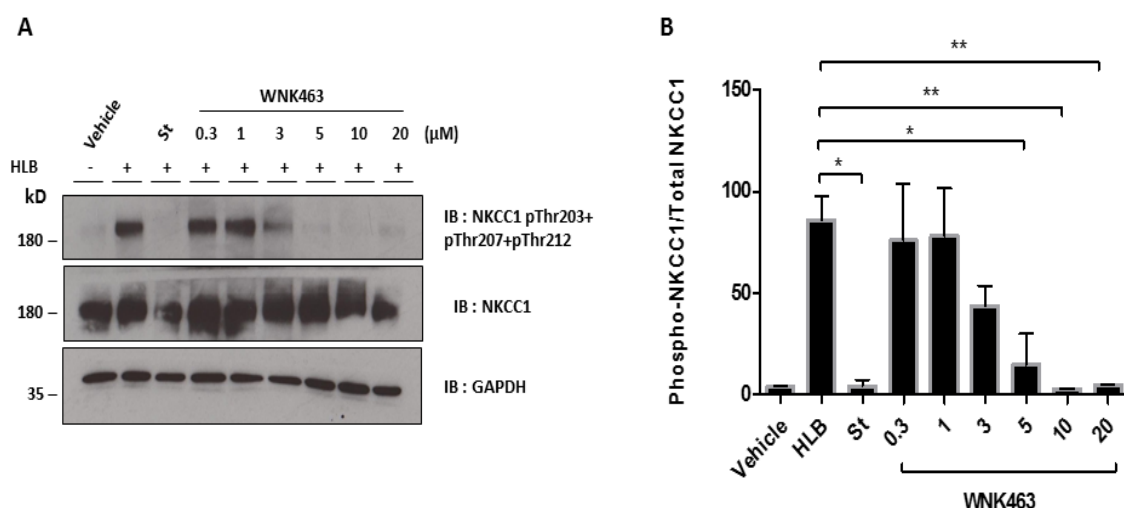 A
WNK463
Vehicle
St
0.3 1 3 5 10 20 (µM)
HLB - + + + + + + + +
kD
180 –
IB : NKCC1 pThr203+
pThr207+pThr212
180 –
IB : NKCC1
35 –
IB : GAPDH
B
Phospho-NKCC1/Total NKCC1
150
100
50
0
**
**
*
*
Vehicle HLB St 0.3 1 3 5 10 20
WNK463